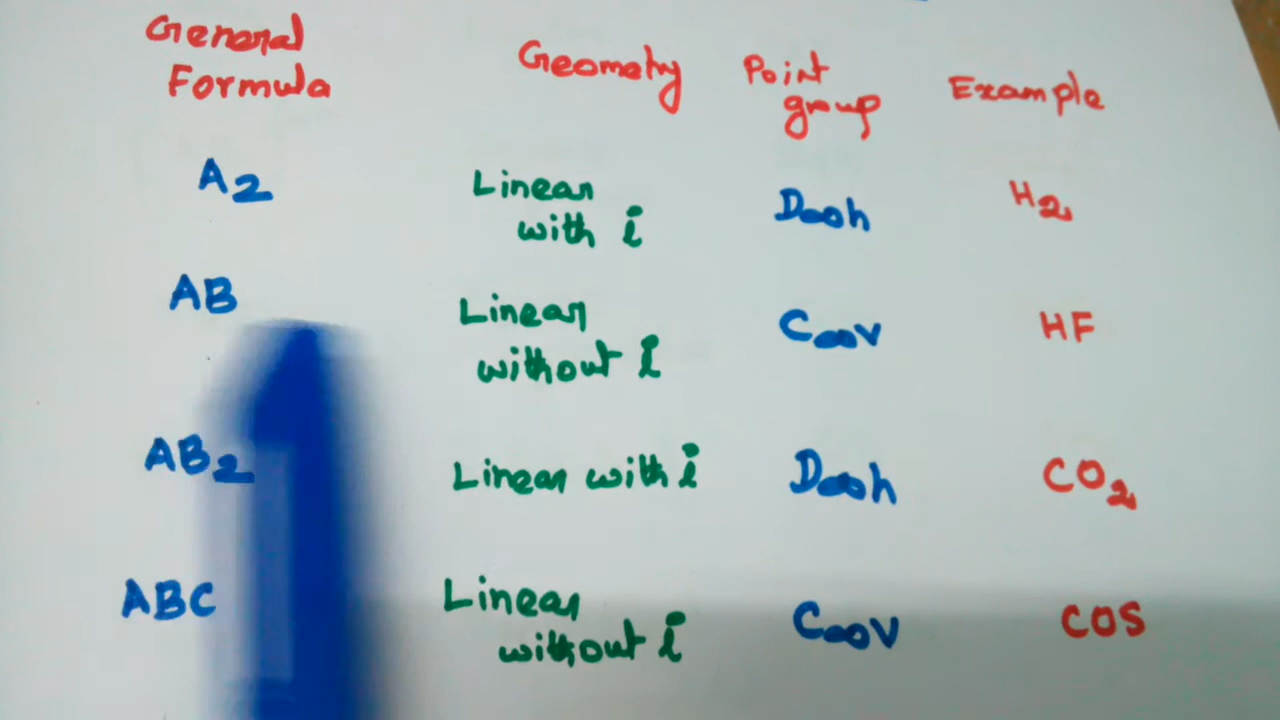 General Formula Geometry Point group Example
A2 Linear with i D∞h H2
AB Linear without i C∞v HF
AB2 Linear with i D∞h CO2
ABC Linear without i C∞v COS